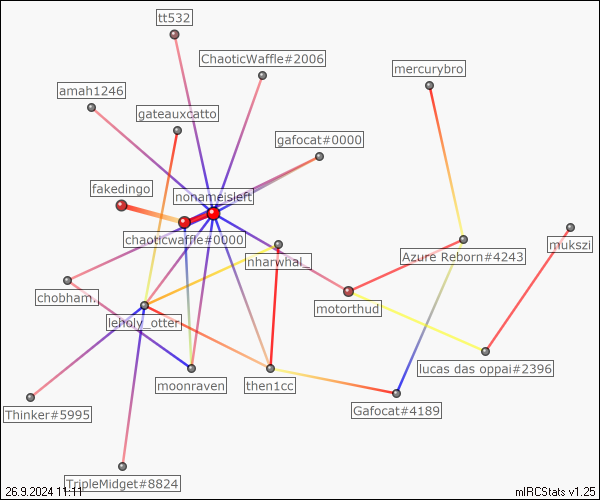 tt532
ChaoticWaffle#2006
mercurybro
amah1246
gateauxcatto
gafocat#0000
fakedingo
nonameisleft
chaoticwaffle#0000
mukszi
Azure Reborn#4243
nharwhal_
chobham.
motorthud
leholy_otter
lucas das oppai#2396
moonraven
then1cc
Gafocat#4189
Thinker#5995
TripleMidget#8824
26.9.2024 11:11
mIRCStats v1.25